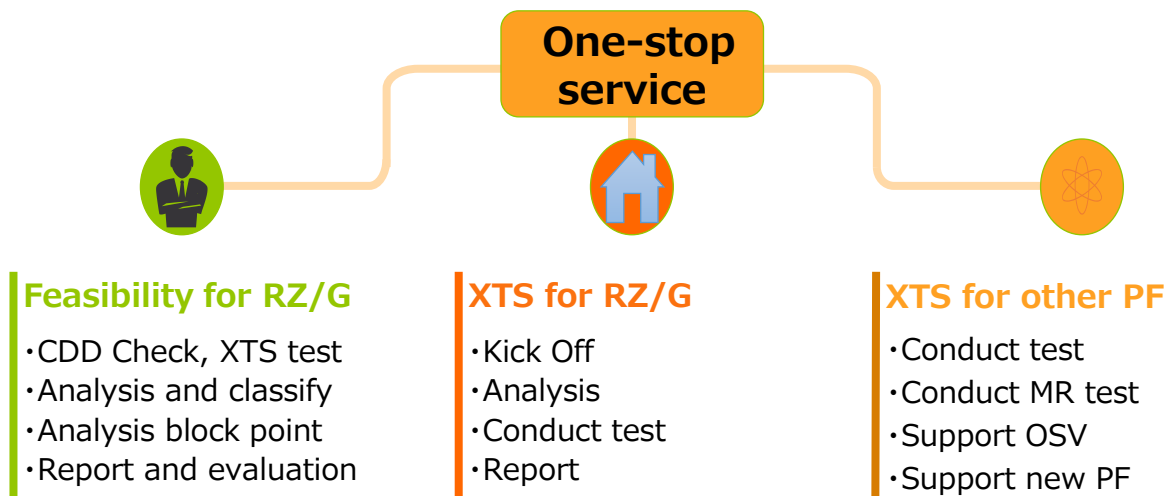 One-stop
service
Feasibility for RZ/G
・CDD Check, XTS test
・Analysis and classify
・Analysis block point
・Report and evaluation
XTS for RZ/G
・Kick Off
・Analysis
・Conduct test
・Report
XTS for other PF
・Conduct test
・Conduct MR test
・Support OSV
・Support new PF